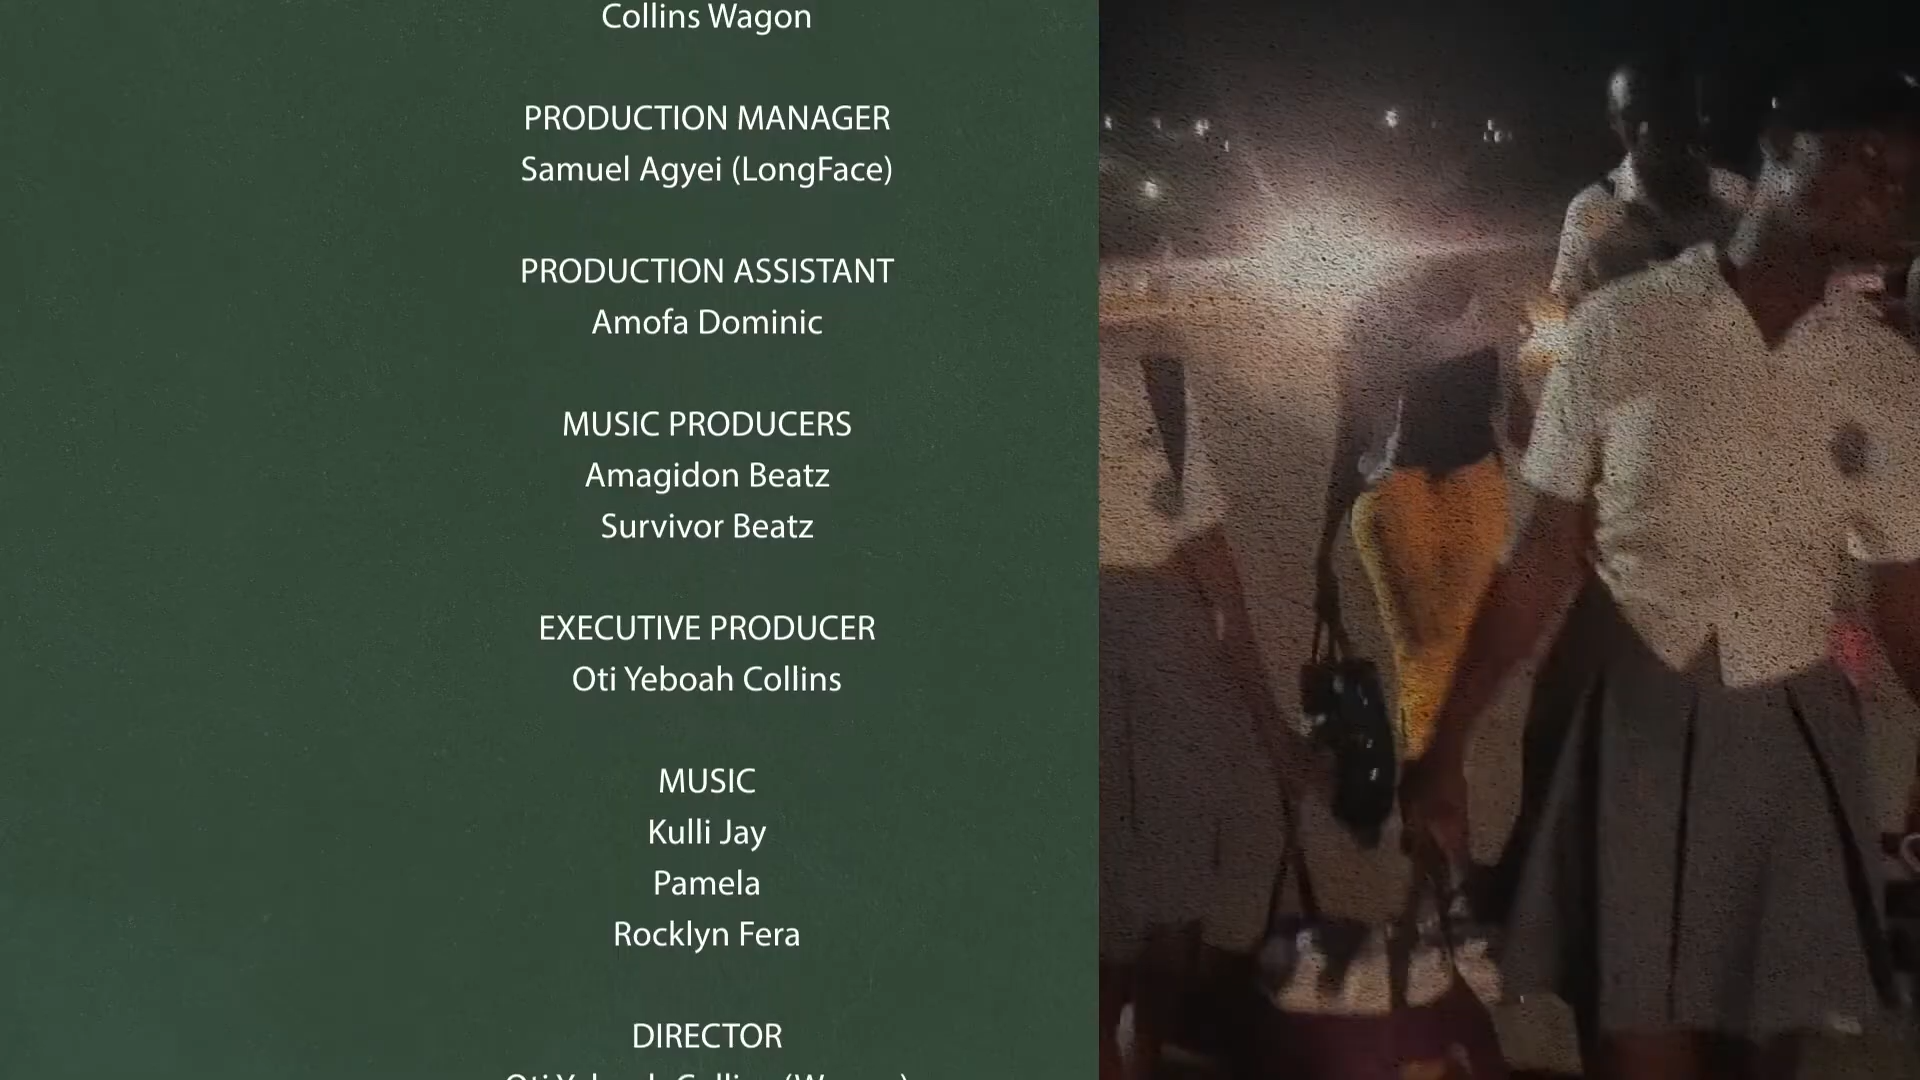 Collins Wagon
PRODUCTION MANAGER
Samuel Agyei (LongFace)
PRODUCTION ASSISTANT
Amofa Dominic
MUSIC PRODUCERS
Amagidon Beatz
Survivor Beatz
EXECUTIVE PRODUCER
Oti Yeboah Collins
MUSIC
Kulli Jay
Pamela
Rocklyn Fera
DIRECTOR